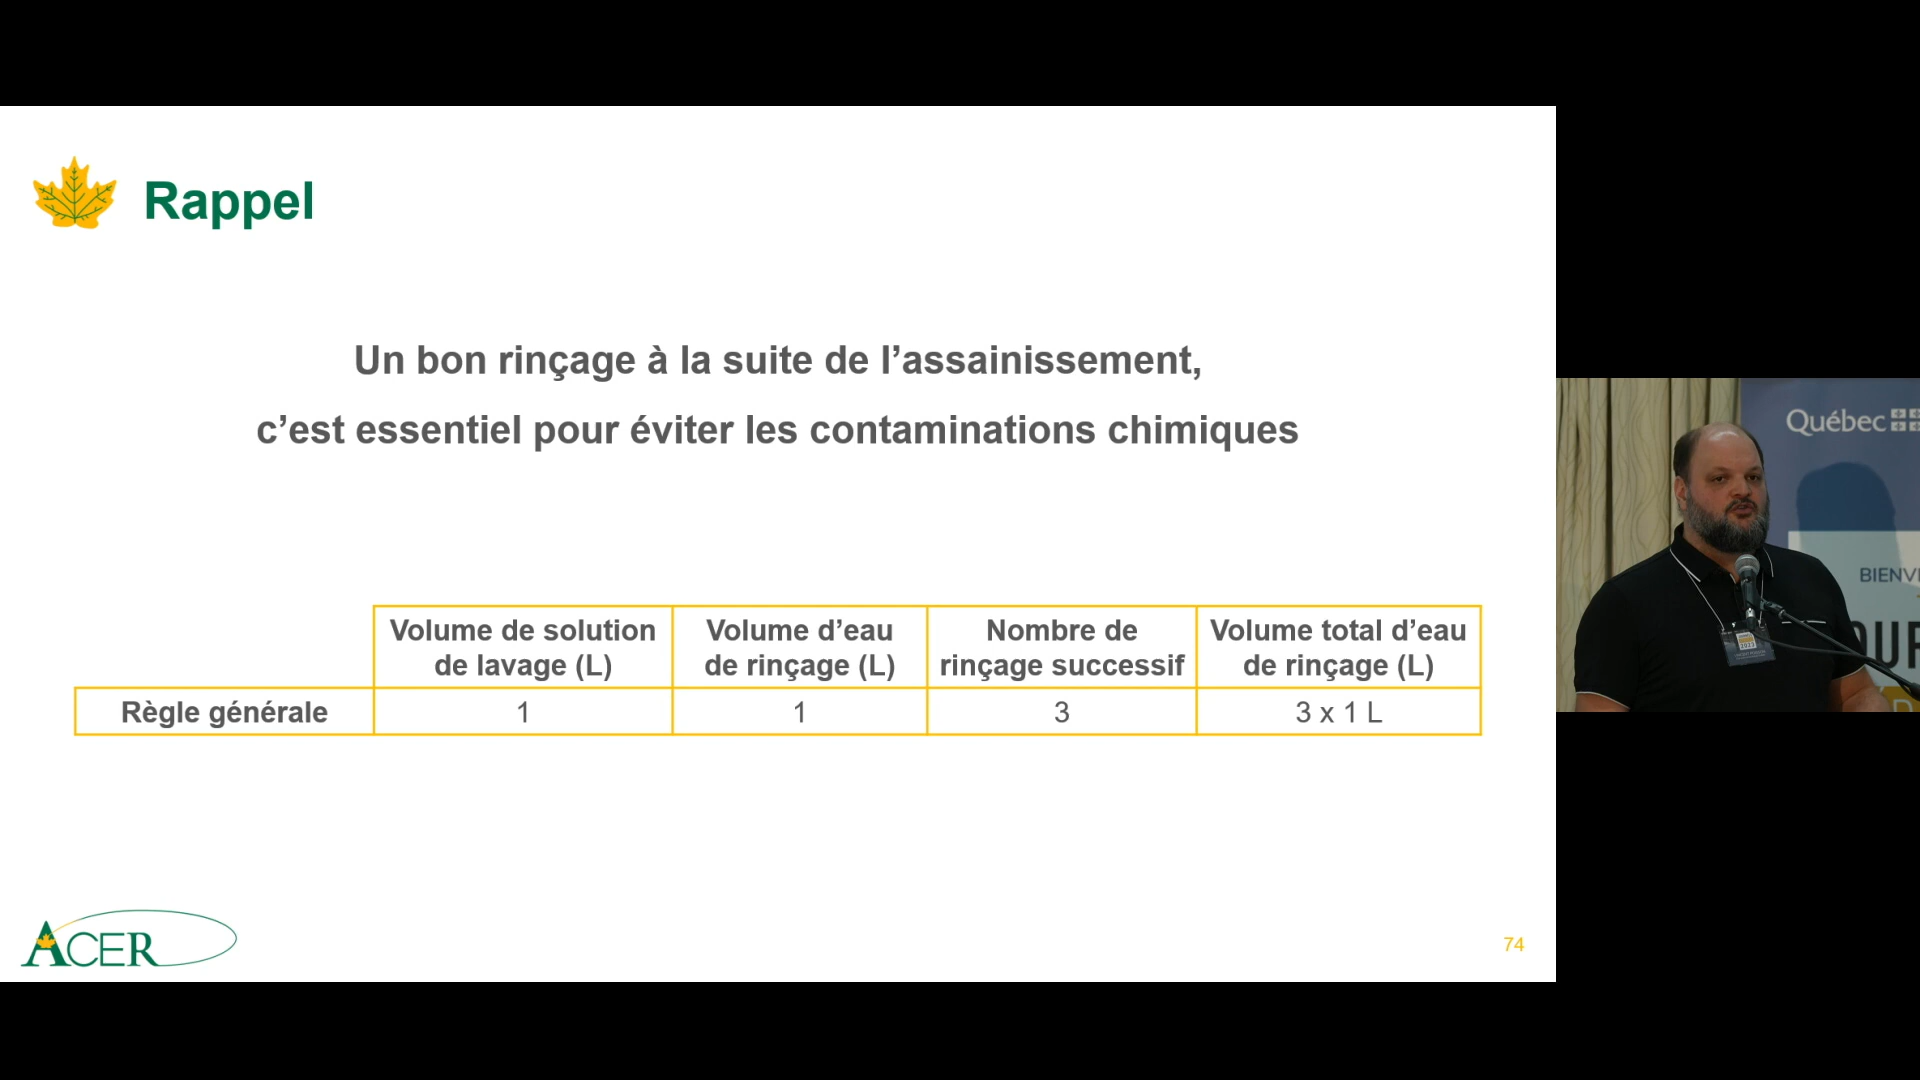 Rappel
Un bon rinçage à la suite de l’assainissement,
c’est essentiel pour éviter les contaminations chimiques
Volume de solution de lavage (L)
Volume d’eau de rinçage (L)
Nombre de rinçage successif
Volume total d’eau de rinçage (L)
Règle générale 1 1 3 3 x 1 L
ACER
74
Québec
BIENV
OUR